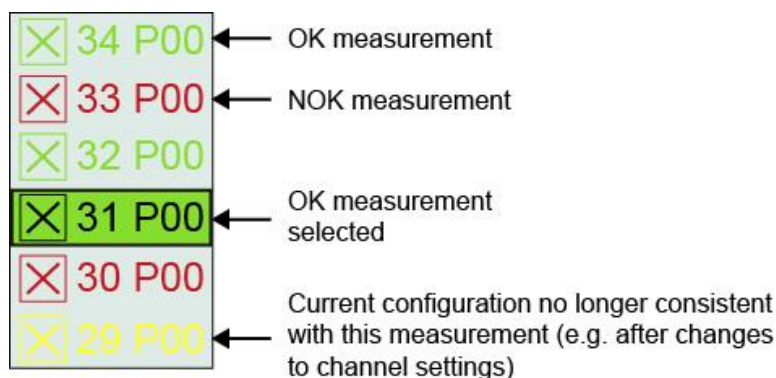 34 P00
OK measurement
33 P00
NOK measurement
32 P00
31 P00
OK measurement
selected
30 P00
29 P00
Current configuration no longer consistent
with this measurement (e.g. after changes
to channel settings)